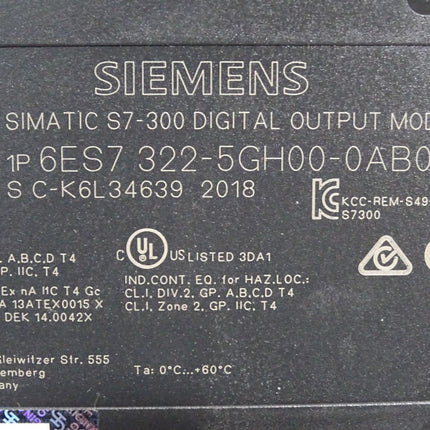 SIEMENS
SIMATIC S7-300 DIGITAL OUTPUT MOD
1P 6ES7 322-5GH00-0AB0
S C-K6L34639 2018
KCC-REM-S49-
S7300
A,B,C,D T4
P. IIC, T4
Ex nA IIC T4 Gc
A 13ATEX0015 X
DEK 14.0042X
C UL US LISTED 3DA1
IND.CONT. EQ. for HAZ.LOC.:
CL.I, DIV.2, GP. A,B,C,D T4
CL.I, Zone 2, GP. IIC, T4
Gleiwitzer Str. 555
emberg
any
Ta: 0°C...+60°C